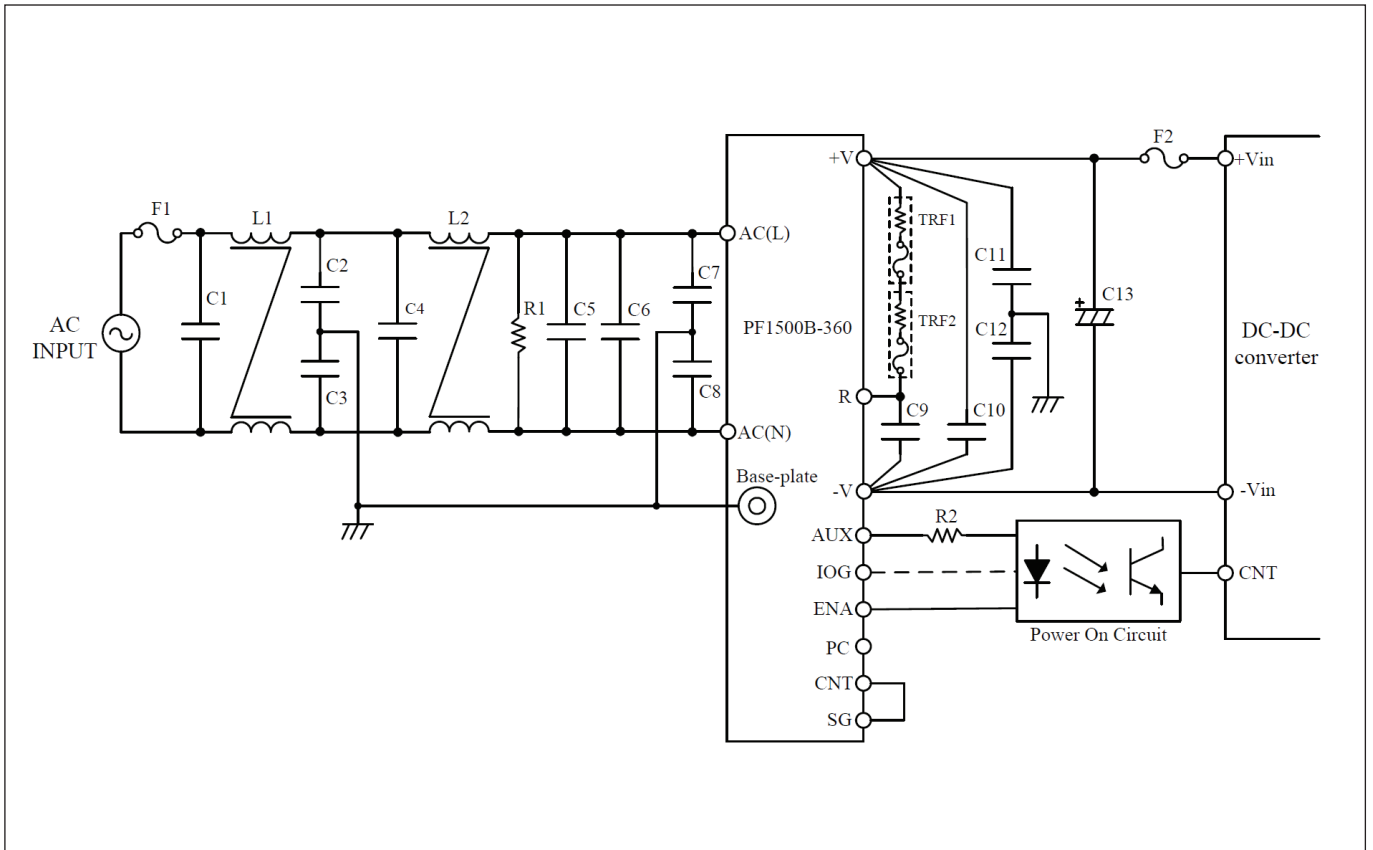 F1
L1
L2
C1
C2
C3
C4
R1
C5
C6
C7
C8
AC
INPUT
AC(L)
AC(N)
PF1500B-360
Base-plate
+V
R
-V
AUX
IOG
ENA
PC
CNT
SG
TRF1
TRF2
C9
C10
C11
C12
+
C13
F2
R2
Power On Circuit
+Vin
DC-DC
converter
-Vin
CNT